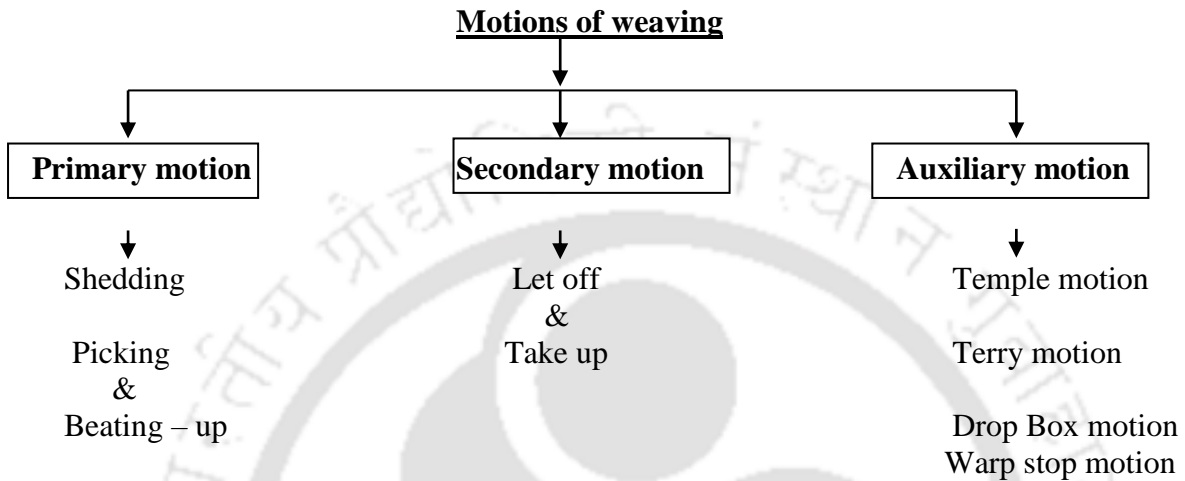 Motions of weaving
Primary motion
Secondary motion
Auxiliary motion
Shedding
Picking
&
Beating – up
Let off
&
Take up
Temple motion
Terry motion
Drop Box motion
Warp stop motion